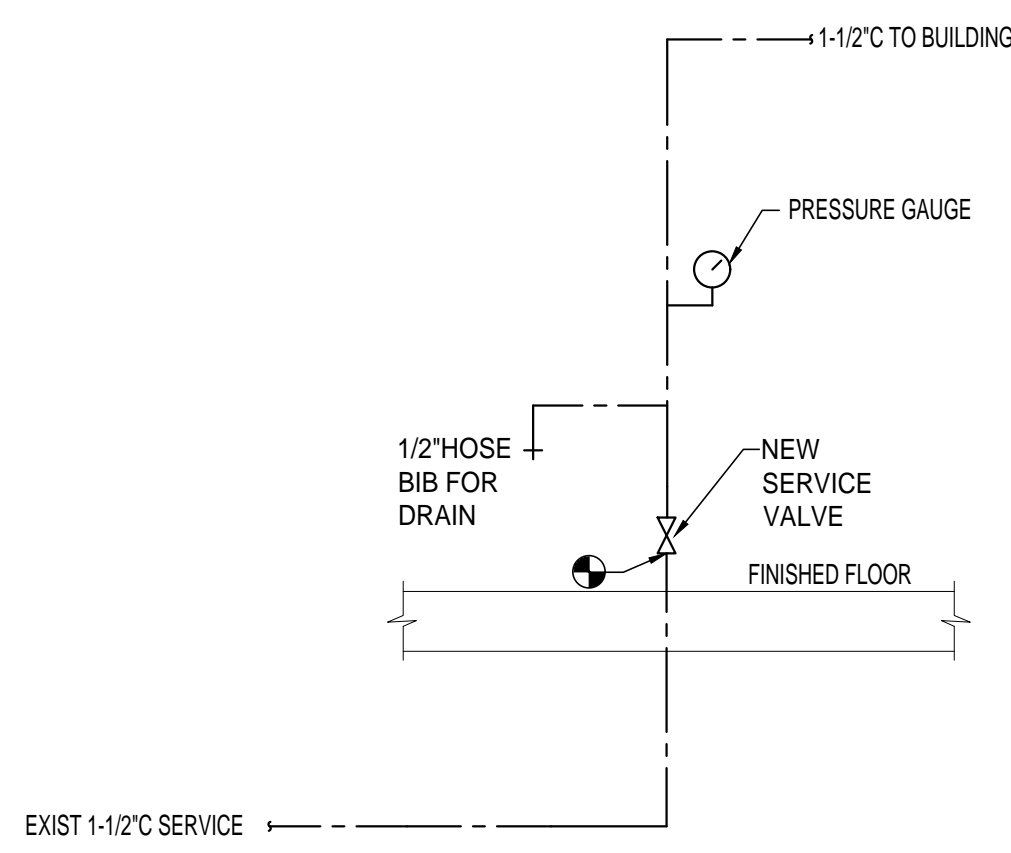 1-1/2"C TO BUILDING
PRESSURE GAUGE
1/2"HOSE
BIB FOR
DRAIN
NEW
SERVICE
VALVE
FINISHED FLOOR
EXIST 1-1/2"C SERVICE